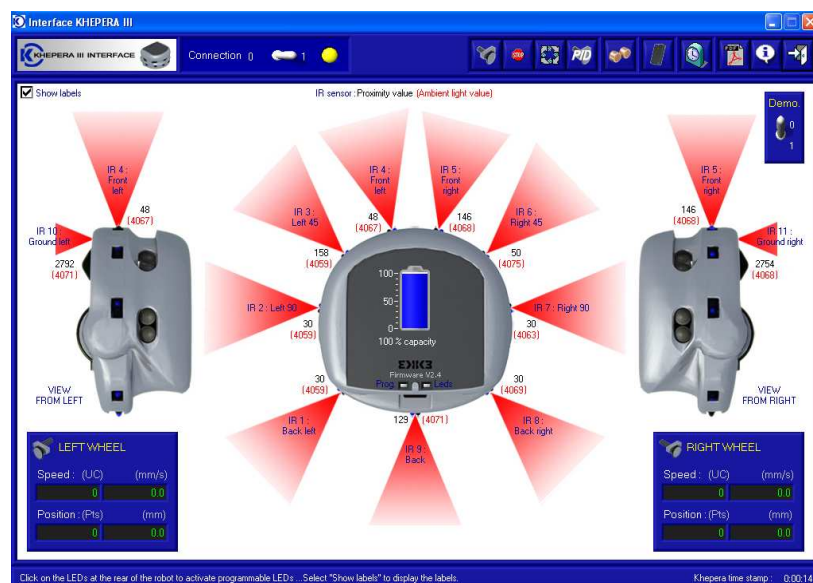 Interface KHEPERA III
KHEPERA III INTERFACE
Connection 0 1
STOP
PID
PDF
Show labels
IR sensor : Proximity value (Ambient light value)
Demo.
0
1
IR 4 :
Front
left
48
(4067)
IR 10 :
Ground left
2792
(4071)
VIEW
FROM LEFT
IR 4 :
Front
left
48
(4067)
IR 5 :
Front
right
146
(4068)
IR 3 :
Left 45
158
(4059)
IR 6 :
Right 45
50
(4075)
IR 2 : Left 90
30
(4059)
IR 7 : Right 90
30
(4063)
100
50
0
100 % capacity
Firmware V2.4
Prog Leds
30
(4059)
IR 1 :
Back left
129 (4071)
IR 9 :
Back
30
(4069)
IR 8 :
Back right
IR 5 :
Front
right
146
(4068)
IR 11 :
Ground right
2754
(4068)
VIEW
FROM RIGHT
LEFT WHEEL
Speed : (UC) (mm/s)
0 0.0
Position : (Pts) (mm)
0 0.0
RIGHT WHEEL
Speed : (UC) (mm/s)
0 0.0
Position : (Pts) (mm)
0 0.0
Click on the LEDs at the rear of the robot to activate programmable LEDs ...Select "Show labels" to display the labels.
Khepera time stamp : 0:00:14